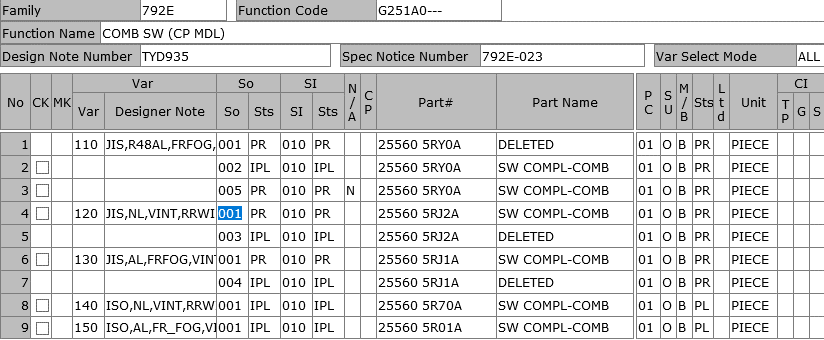 Family 792E Function Code G251A0---
Function Name COMB SW (CP MDL)
Design Note Number TYD935 Spec Notice Number 792E-023 Var Select Mode ALL
No CK MK Var So SI N/A CP Part# Part Name PC SU M/B Sts Ltd Unit CI
Var Designer Note So Sts SI Sts TP G S
1 110 JIS,R48AL,FRFOG, 001 PR 010 PR 25560 5RY0A DELETED 01 O B PR PIECE
2 002 IPL 010 IPL 25560 5RY0A SW COMPL-COMB 01 O B PR PIECE
3 005 PR 010 PR N 25560 5RY0A SW COMPL-COMB 01 O B PR PIECE
4 120 JIS,NL,VINT,RRWI 001 PR 010 PR 25560 5RJ2A SW COMPL-COMB 01 O B PR PIECE
5 003 IPL 010 IPL 25560 5RJ2A DELETED 01 O B PR PIECE
6 130 JIS,AL,FRFOG,VIN 001 PR 010 PR 25560 5RJ1A SW COMPL-COMB 01 O B PR PIECE
7 004 IPL 010 IPL 25560 5RJ1A DELETED 01 O B PR PIECE
8 140 ISO,NL,VINT,RRW 001 IPL 010 IPL 25560 5R70A SW COMPL-COMB 01 O B PL PIECE
9 150 ISO,AL,FR_FOG,VI 001 IPL 010 IPL 25560 5R01A SW COMPL-COMB 01 O B PL PIECE